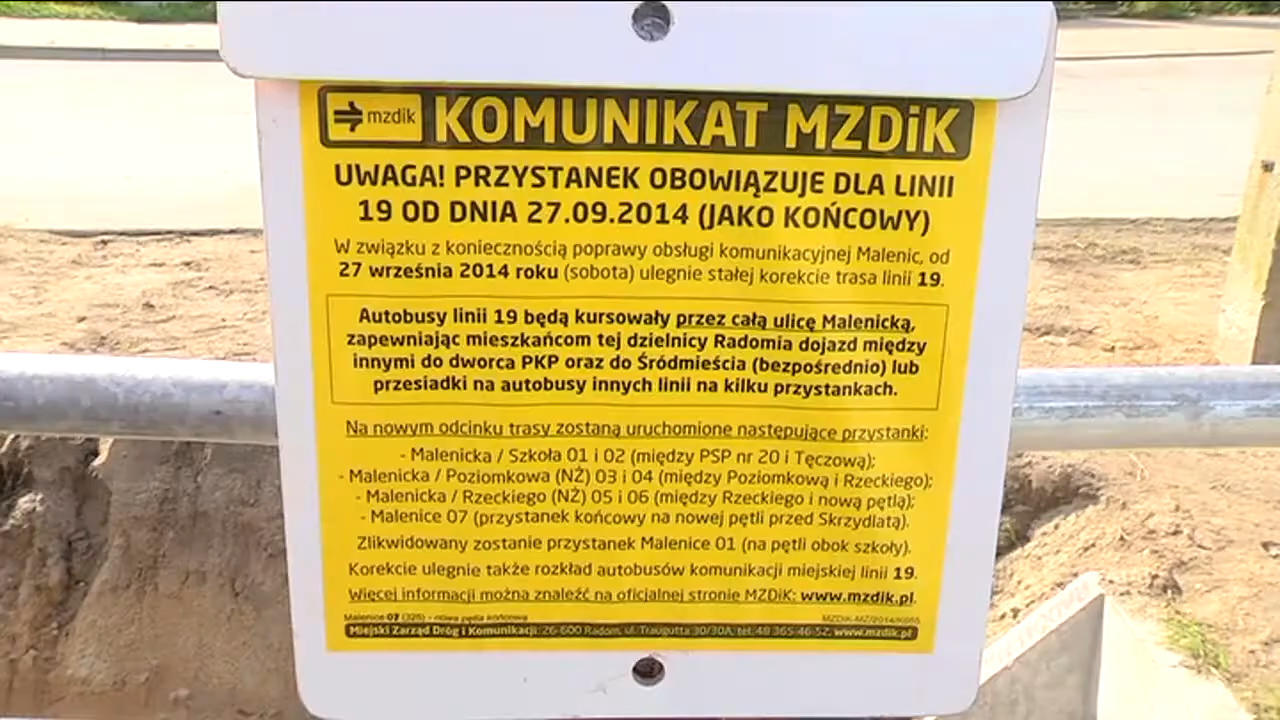 mzdik KOMUNIKAT MZDiK
UWAGA! PRZYSTANEK OBOWIĄZUJE DLA LINII
19 OD DNIA 27.09.2014 (JAKO KOŃCOWY)
W związku z koniecznością poprawy obsługi komunikacyjnej Malenic, od
27 września 2014 roku (sobota) ulegnie stałej korekcie trasa linii 19.
Autobusy linii 19 będą kursowały przez całą ulicę Malenicką,
zapewniając mieszkańcom tej dzielnicy Radomia dojazd między
innymi do dworca PKP oraz do Śródmieścia (bezpośrednio) lub
przesiadki na autobusy innych linii na kilku przystankach.
Na nowym odcinku trasy zostaną uruchomione następujące przystanki:
- Malenicka / Szkoła 01 i 02 (między PSP nr 20 i Tęczową);
- Malenicka / Poziomkowa (NŻ) 03 i 04 (między Poziomkową i Rzeckiego);
- Malenicka / Rzeckiego (NŻ) 05 i 06 (między Rzeckiego i nową pętlą);
- Malenice 07 (przystanek końcowy na nowej pętli przed Skrzydlatą).
Zlikwidowany zostanie przystanek Malenice 01 (na pętli obok szkoły).
Korekcie ulegnie także rozkład autobusów komunikacji miejskiej linii 19.
Więcej informacji można znaleźć na oficjalnej stronie MZDiK: www.mzdik.pl.
Malenice 07 (325) - nowa pętla końcowa
Miejski Zarząd Dróg i Komunikacji; 26-600 Radom, ul. Traugutta 30/30A, tel. 48 365-46-52, www.mzdik.pl